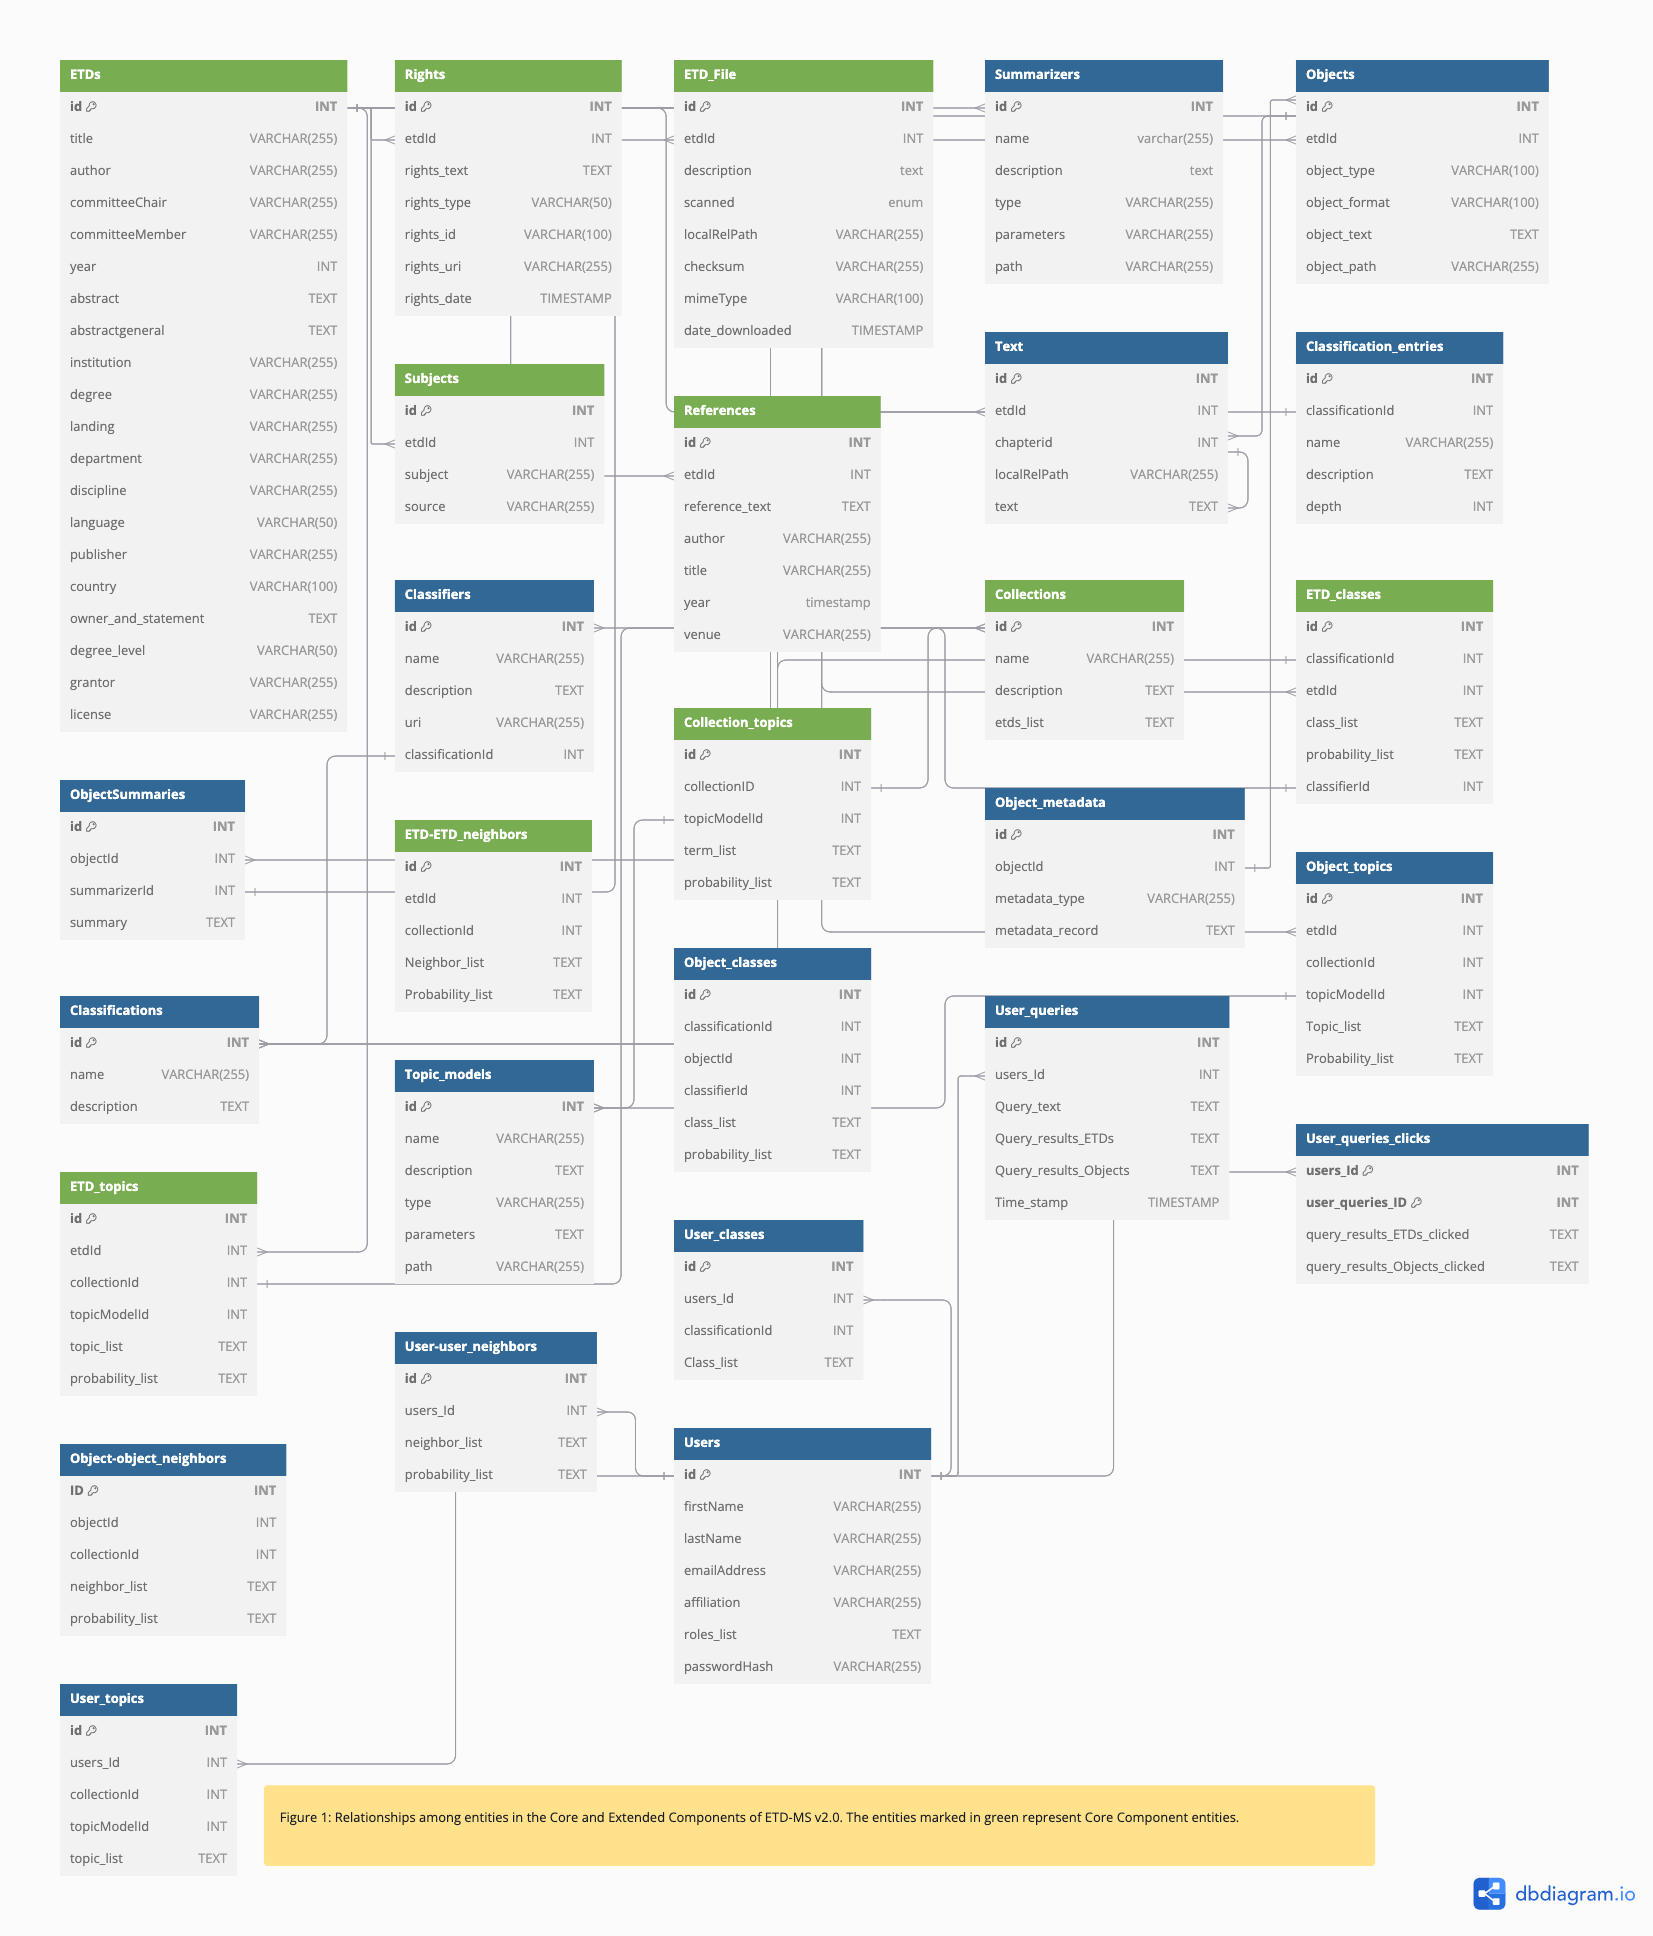 ETDs
id INT
title VARCHAR(255)
author VARCHAR(255)
committeeChair VARCHAR(255)
committeeMember VARCHAR(255)
year INT
abstract TEXT
abstractgeneral TEXT
institution VARCHAR(255)
degree VARCHAR(255)
landing VARCHAR(255)
department VARCHAR(255)
discipline VARCHAR(255)
language VARCHAR(50)
publisher VARCHAR(255)
country VARCHAR(100)
owner_and_statement TEXT
degree_level VARCHAR(50)
grantor VARCHAR(255)
license VARCHAR(255)
ObjectSummaries
id INT
objectId INT
summarizerId INT
summary TEXT
Classifications
id INT
name VARCHAR(255)
description TEXT
ETD_topics
id INT
etdId INT
collectionId INT
topicModelId INT
topic_list TEXT
probability_list TEXT
Object-object_neighbors
ID INT
objectId INT
collectionId INT
neighbor_list TEXT
probability_list TEXT
User_topics
id INT
users_Id INT
collectionId INT
topicModelId INT
topic_list TEXT
Rights
id INT
etdId INT
rights_text TEXT
rights_type VARCHAR(50)
rights_id VARCHAR(100)
rights_uri VARCHAR(255)
rights_date TIMESTAMP
Subjects
id INT
etdId INT
subject VARCHAR(255)
source VARCHAR(255)
Classifiers
id INT
name VARCHAR(255)
description TEXT
uri VARCHAR(255)
classificationId INT
ETD-ETD_neighbors
id INT
etdId INT
collectionId INT
Neighbor_list TEXT
Probability_list TEXT
Topic_models
id INT
name VARCHAR(255)
description TEXT
type VARCHAR(255)
parameters TEXT
path VARCHAR(255)
User-user_neighbors
id INT
users_Id INT
neighbor_list TEXT
probability_list TEXT
ETD_File
id INT
etdId INT
description text
scanned enum
localRelPath VARCHAR(255)
checksum VARCHAR(255)
mimeType VARCHAR(100)
date_downloaded TIMESTAMP
References
id INT
etdId INT
reference_text TEXT
author VARCHAR(255)
title VARCHAR(255)
year timestamp
venue VARCHAR(255)
Collection_topics
id INT
collectionID INT
topicModelId INT
term_list TEXT
probability_list TEXT
Object_classes
id INT
classificationId INT
objectId INT
classifierId INT
class_list TEXT
probability_list TEXT
User_classes
id INT
users_Id INT
classificationId INT
Class_list TEXT
Users
id INT
firstName VARCHAR(255)
lastName VARCHAR(255)
emailAddress VARCHAR(255)
affiliation VARCHAR(255)
roles_list TEXT
passwordHash VARCHAR(255)
Summarizers
id INT
name varchar(255)
description text
type VARCHAR(255)
parameters VARCHAR(255)
path VARCHAR(255)
Text
id INT
etdId INT
chapterid INT
localRelPath VARCHAR(255)
text TEXT
Collections
id INT
name VARCHAR(255)
description TEXT
etds_list TEXT
Object_metadata
id INT
objectId INT
metadata_type VARCHAR(255)
metadata_record TEXT
User_queries
id INT
users_Id INT
Query_text TEXT
Query_results_ETDs TEXT
Query_results_Objects TEXT
Time_stamp TIMESTAMP
Objects
id INT
etdId INT
object_type VARCHAR(100)
object_format VARCHAR(100)
object_text TEXT
object_path VARCHAR(255)
Classification_entries
id INT
classificationId INT
name VARCHAR(255)
description TEXT
depth INT
ETD_classes
id INT
classificationId INT
etdId INT
class_list TEXT
probability_list TEXT
classifierId INT
Object_topics
id INT
etdId INT
collectionId INT
topicModelId INT
Topic_list TEXT
Probability_list TEXT
User_queries_clicks
users_Id INT
user_queries_ID INT
query_results_ETDs_clicked TEXT
query_results_Objects_clicked TEXT
Figure 1: Relationships among entities in the Core and Extended Components of ETD-MS v2.0. The entities marked in green represent Core Component entities.
dbdiagram.io